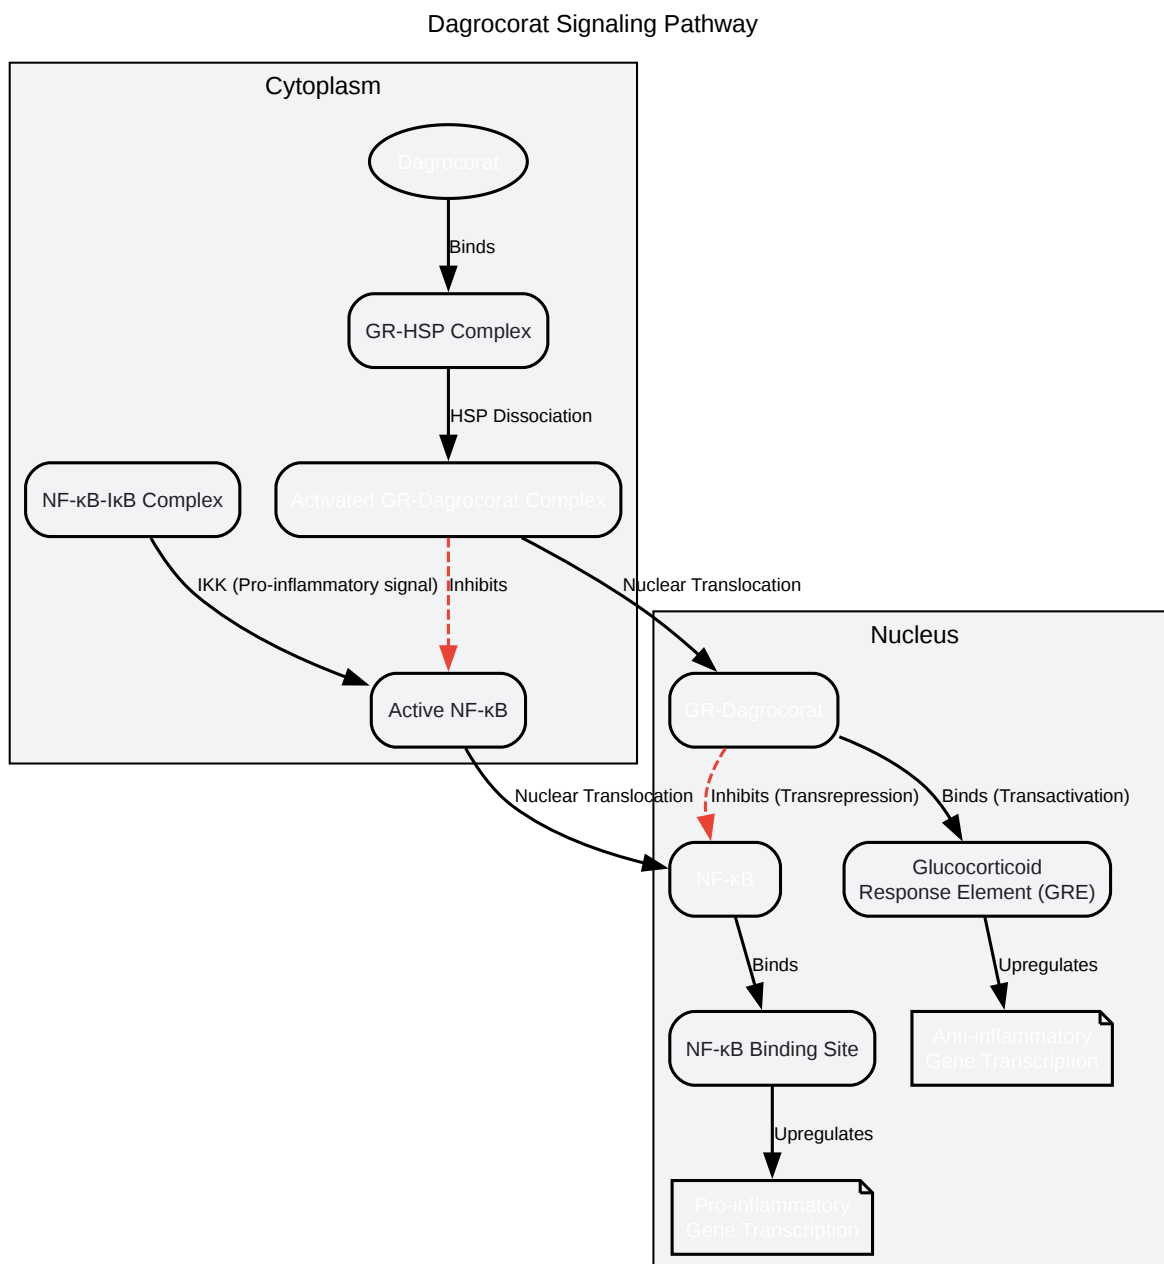 Dagrocorat Signaling Pathway
Cytoplasm
Dagrocorat
Binds
GR-HSP Complex
HSP Dissociation
NF-κB-IκB Complex
Activated GR-Dagrocorat Complex
IKK (Pro-inflammatory signal)
Inhibits
Nuclear Translocation
Nucleus
Active NF-κB
GR-Dagrocorat
Nuclear Translocation
Inhibits (Transrepression)
Binds (Transactivation)
NF-κB
Glucocorticoid
Response Element (GRE)
Binds
Upregulates
NF-κB Binding Site
Anti-inflammatory
Gene Transcription
Upregulates
Pro-inflammatory
Gene Transcription